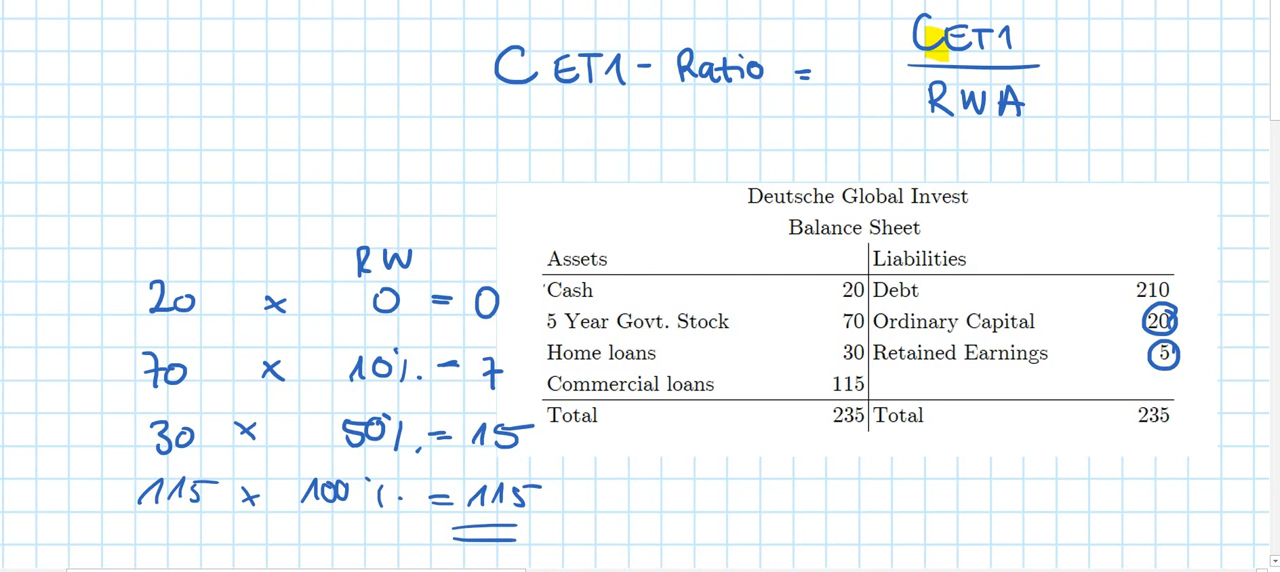 CET1 - Ratio = CET1 / RWA
Deutsche Global Invest
Balance Sheet
Assets Liabilities
Cash 20 Debt 210
5 Year Govt. Stock 70 Ordinary Capital 20
Home loans 30 Retained Earnings 5
Commercial loans 115
Total 235 Total 235
RW
20 x 0 = 0
70 x 10% - 7
30 x 50% = 15
115 x 100% = 115